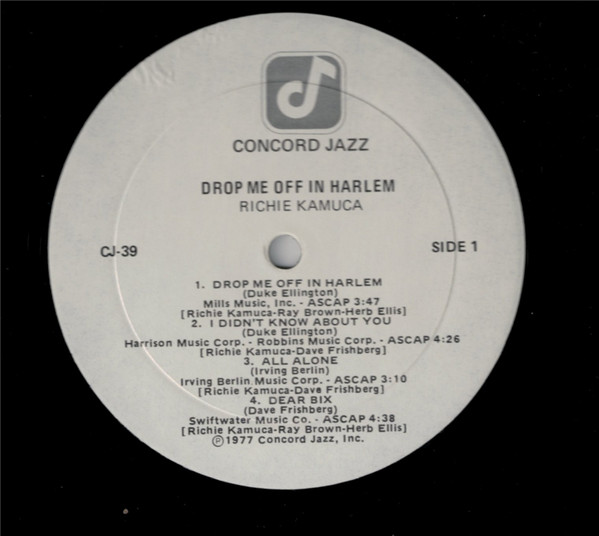 CONCORD JAZZ
DROP ME OFF IN HARLEM
RICHIE KAMUCA
CJ-39
SIDE 1
1. DROP ME OFF IN HARLEM
(Duke Ellington)
Mills Music, Inc. - ASCAP 3:47
[Richie Kamuca-Ray Brown-Herb Ellis]
2. I DIDN'T KNOW ABOUT YOU
(Duke Ellington)
Harrison Music Corp. - Robbins Music Corp. - ASCAP 4:26
[Richie Kamuca-Dave Frishberg]
3. ALL ALONE
(Irving Berlin)
Irving Berlin Music Corp. - ASCAP 3:10
[Richie Kamuca-Dave Frishberg]
4. DEAR BIX
(Dave Frishberg)
Swiftwater Music Co. - ASCAP 4:38
[Richie Kamuca-Ray Brown-Herb Ellis]
Ⓟ1977 Concord Jazz, Inc.